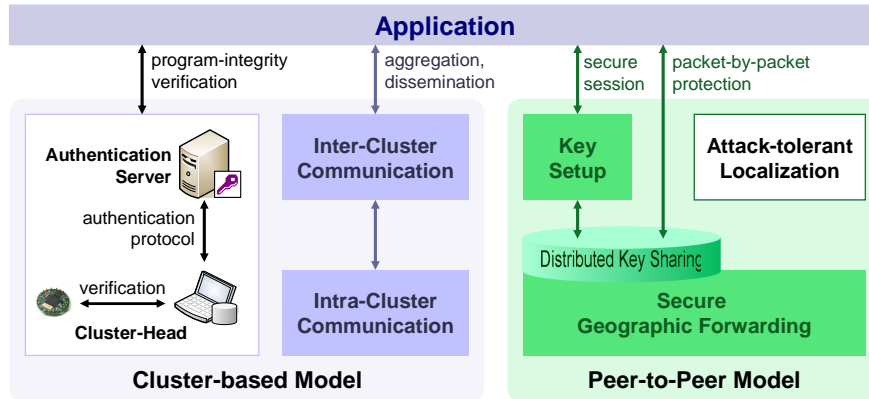 Application
program-integrity
verification
aggregation,
dissemination
secure
session
packet-by-packet
protection
Authentication
Server
authentication
protocol
verification
Cluster-Head
Inter-Cluster
Communication
Intra-Cluster
Communication
Cluster-based Model
Key
Setup
Attack-tolerant
Localization
Distributed Key Sharing
Secure
Geographic Forwarding
Peer-to-Peer Model